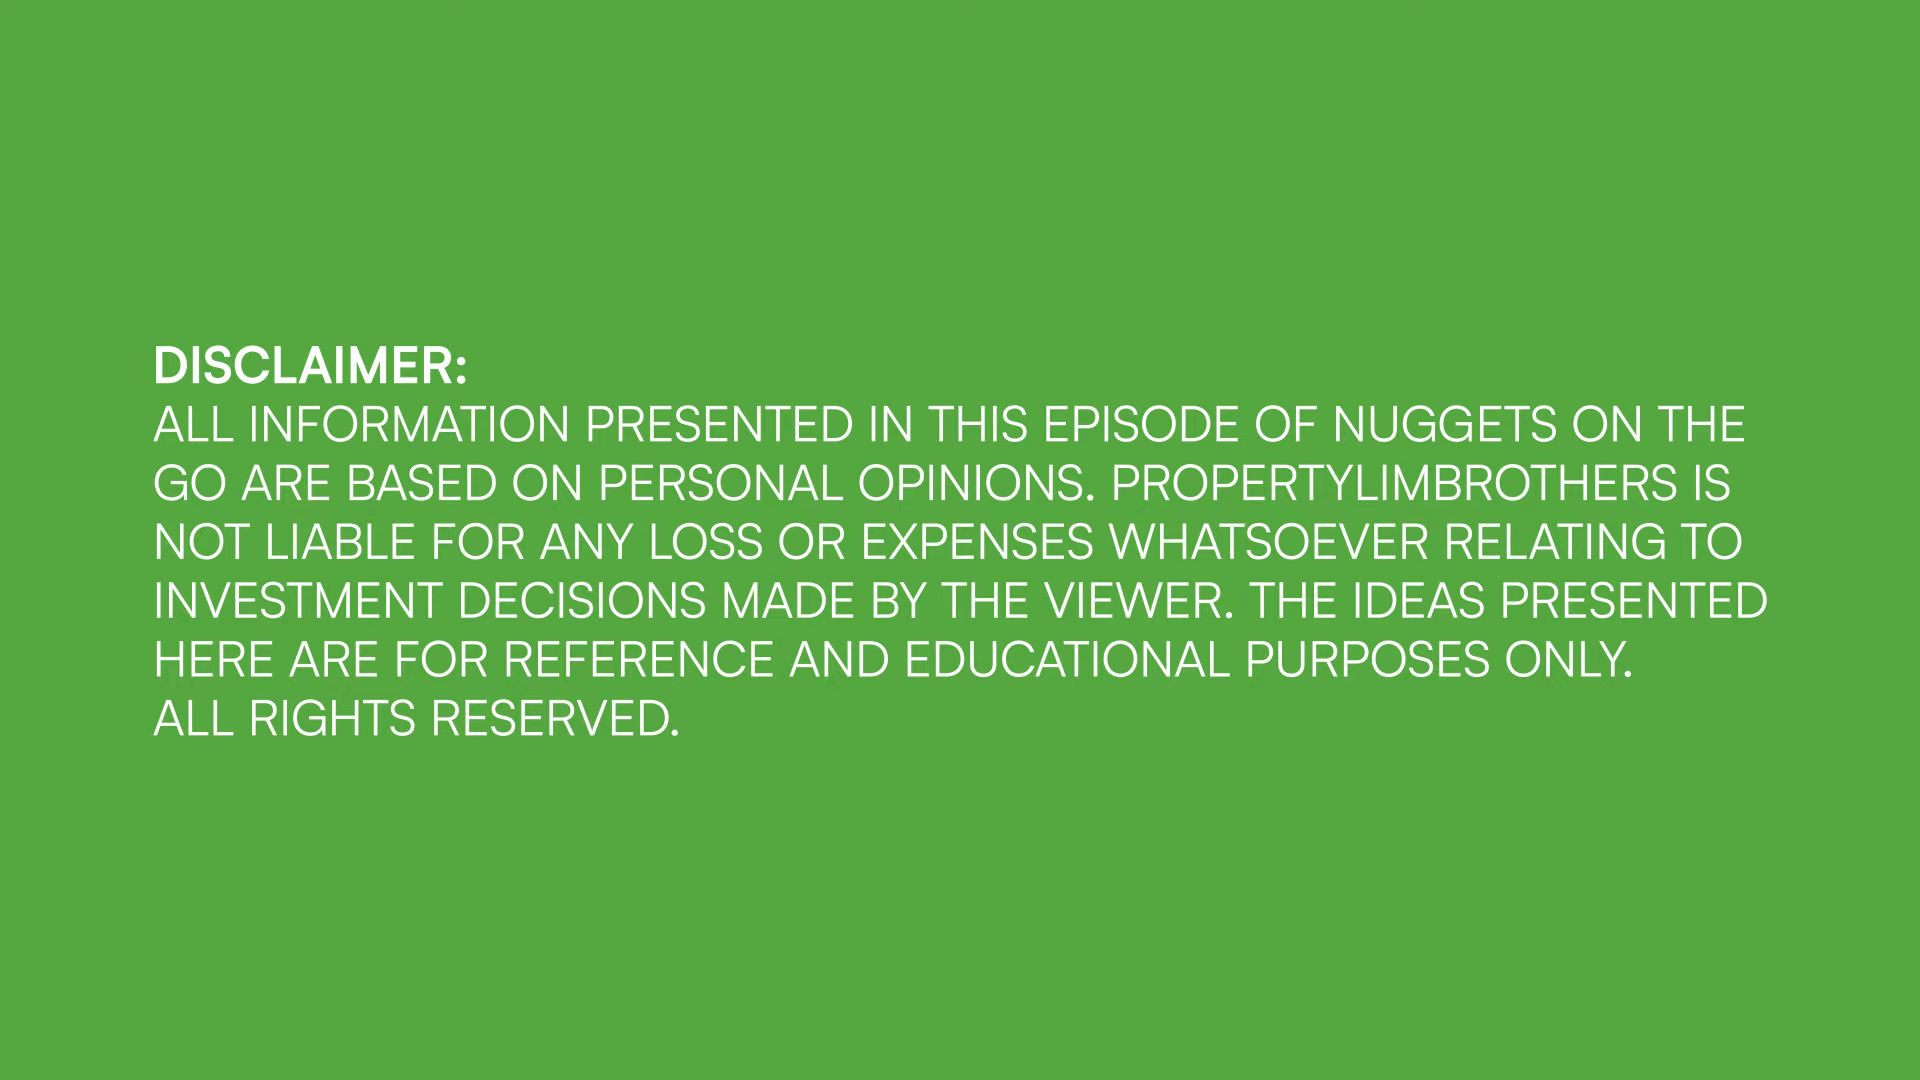 DISCLAIMER:
ALL INFORMATION PRESENTED IN THIS EPISODE OF NUGGETS ON THE
GO ARE BASED ON PERSONAL OPINIONS. PROPERTYLIMBROTHERS IS
NOT LIABLE FOR ANY LOSS OR EXPENSES WHATSOEVER RELATING TO
INVESTMENT DECISIONS MADE BY THE VIEWER. THE IDEAS PRESENTED
HERE ARE FOR REFERENCE AND EDUCATIONAL PURPOSES ONLY.
ALL RIGHTS RESERVED.